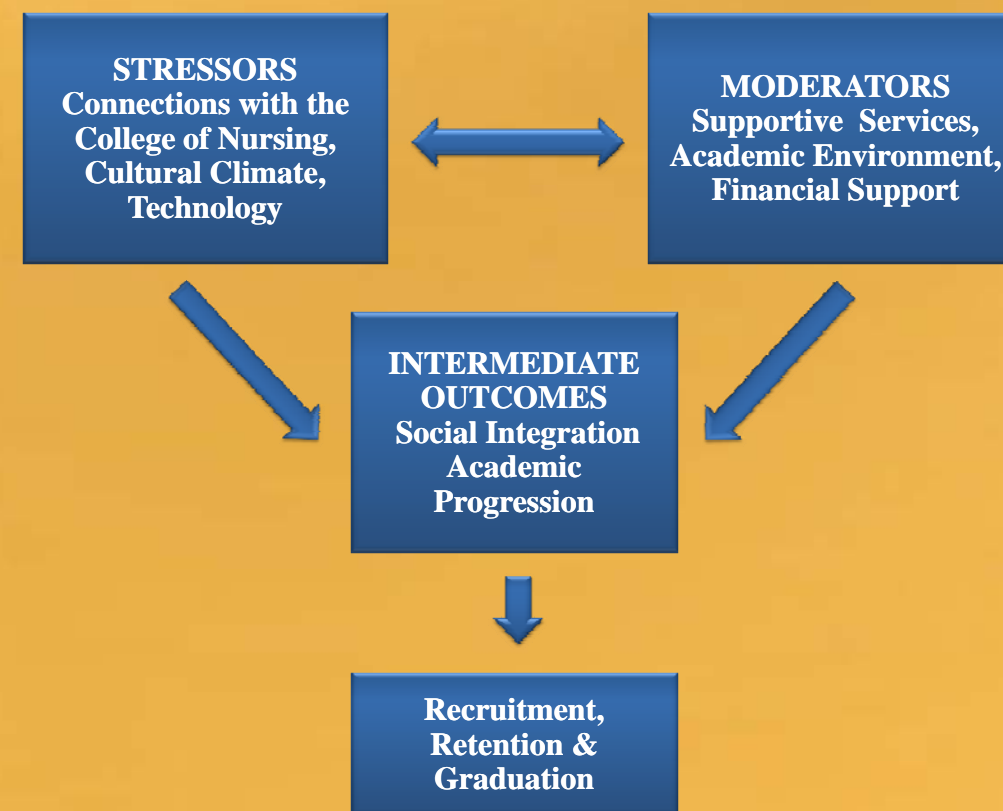 STRESSORS
Connections with the
College of Nursing,
Cultural Climate,
Technology
MODERATORS
Supportive Services,
Academic Environment,
Financial Support
INTERMEDIATE
OUTCOMES
Social Integration
Academic
Progression
Recruitment,
Retention &
Graduation